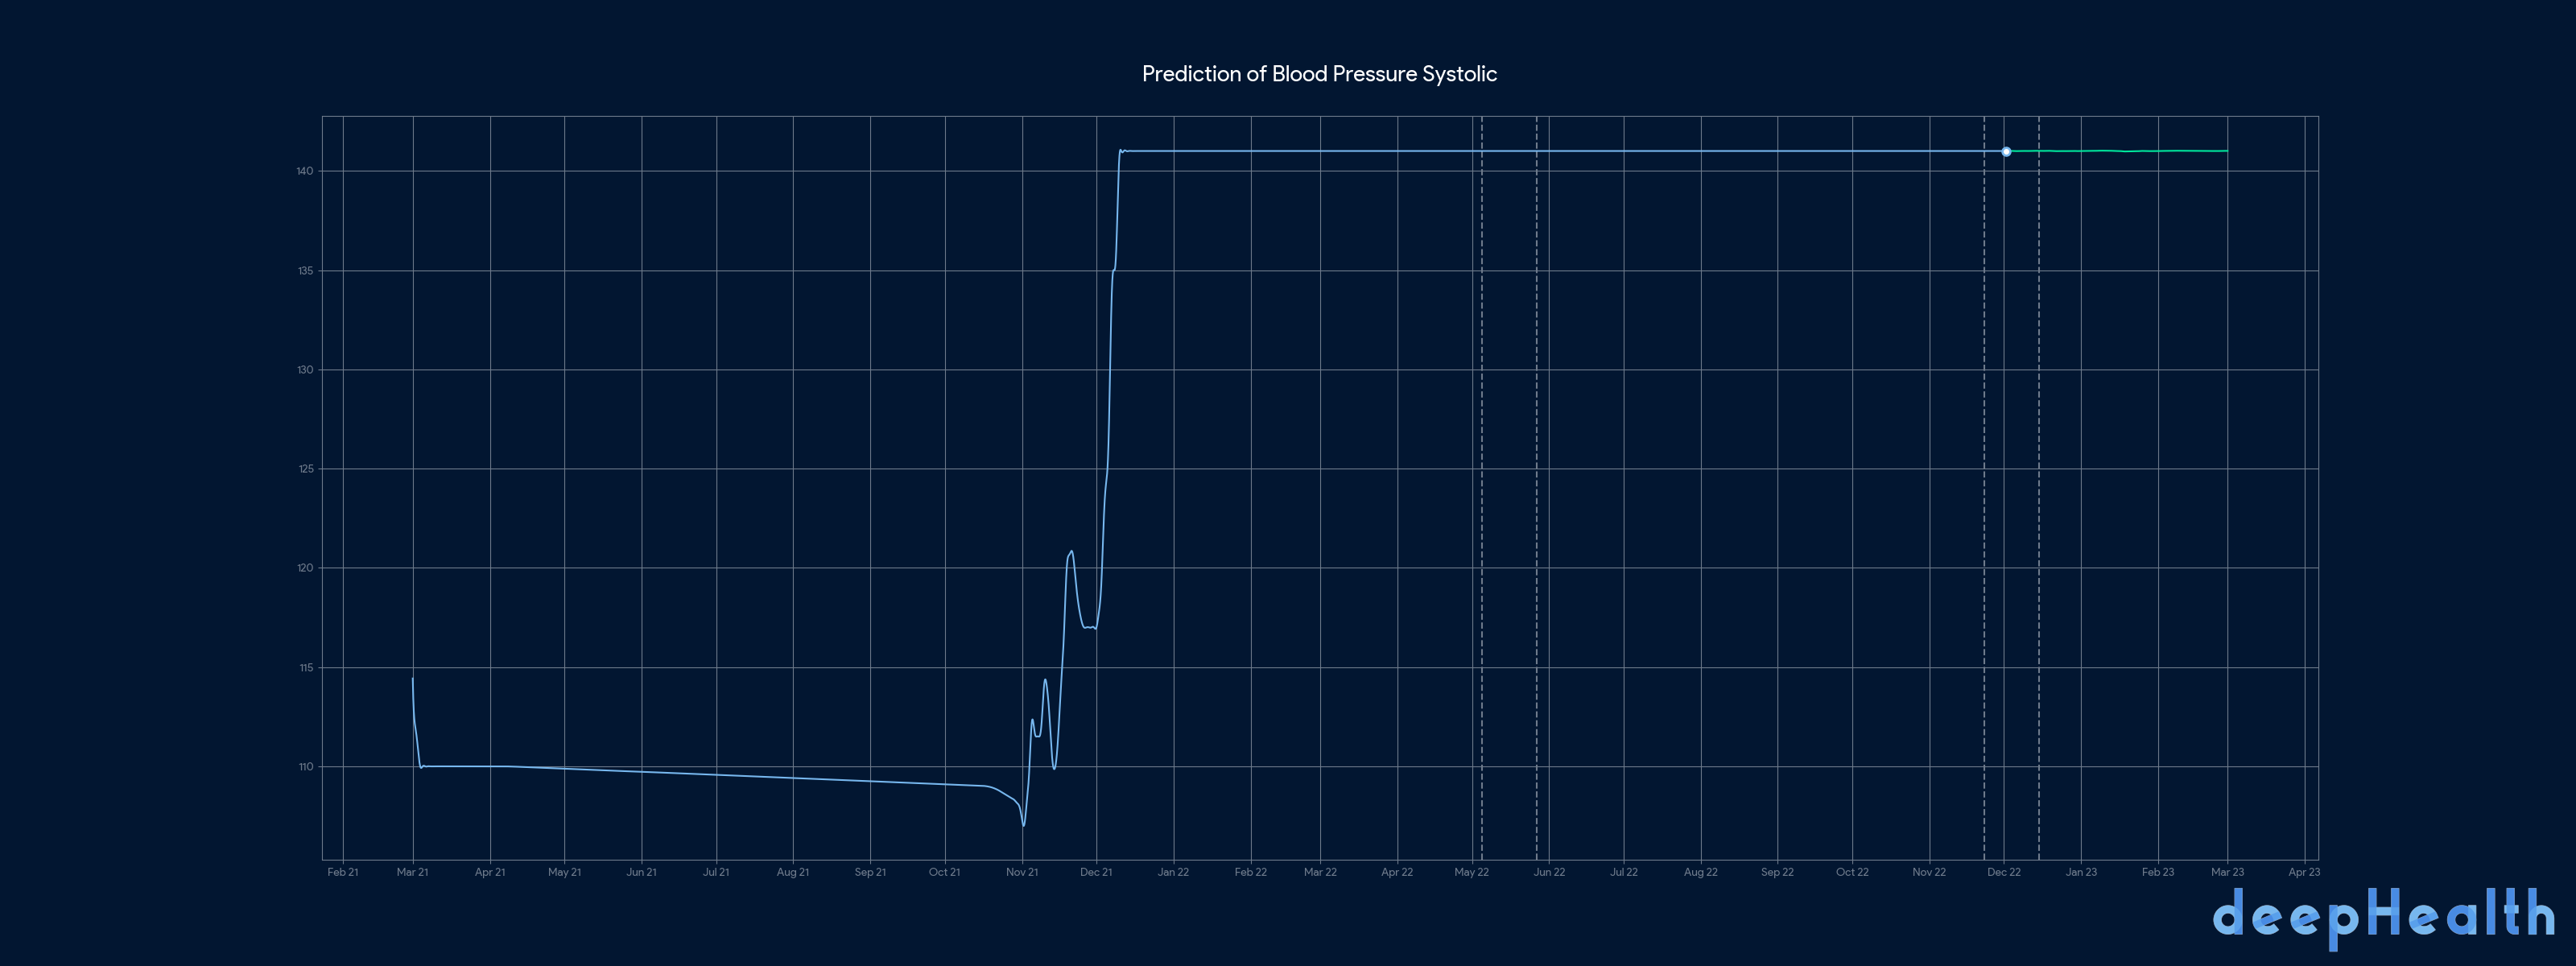 Prediction of Blood Pressure Systolic
140
135
130
125
120
115
110
Feb 21 Mar 21 Apr 21 May 21 Jun 21 Jul 21 Aug 21 Sep 21 Oct 21 Nov 21 Dec 21 Jan 22 Feb 22 Mar 22 Apr 22 May 22 Jun 22 Jul 22 Aug 22 Sep 22 Oct 22 Nov 22 Dec 22 Jan 23 Feb 23 Mar 23 Apr 23
deepHealth